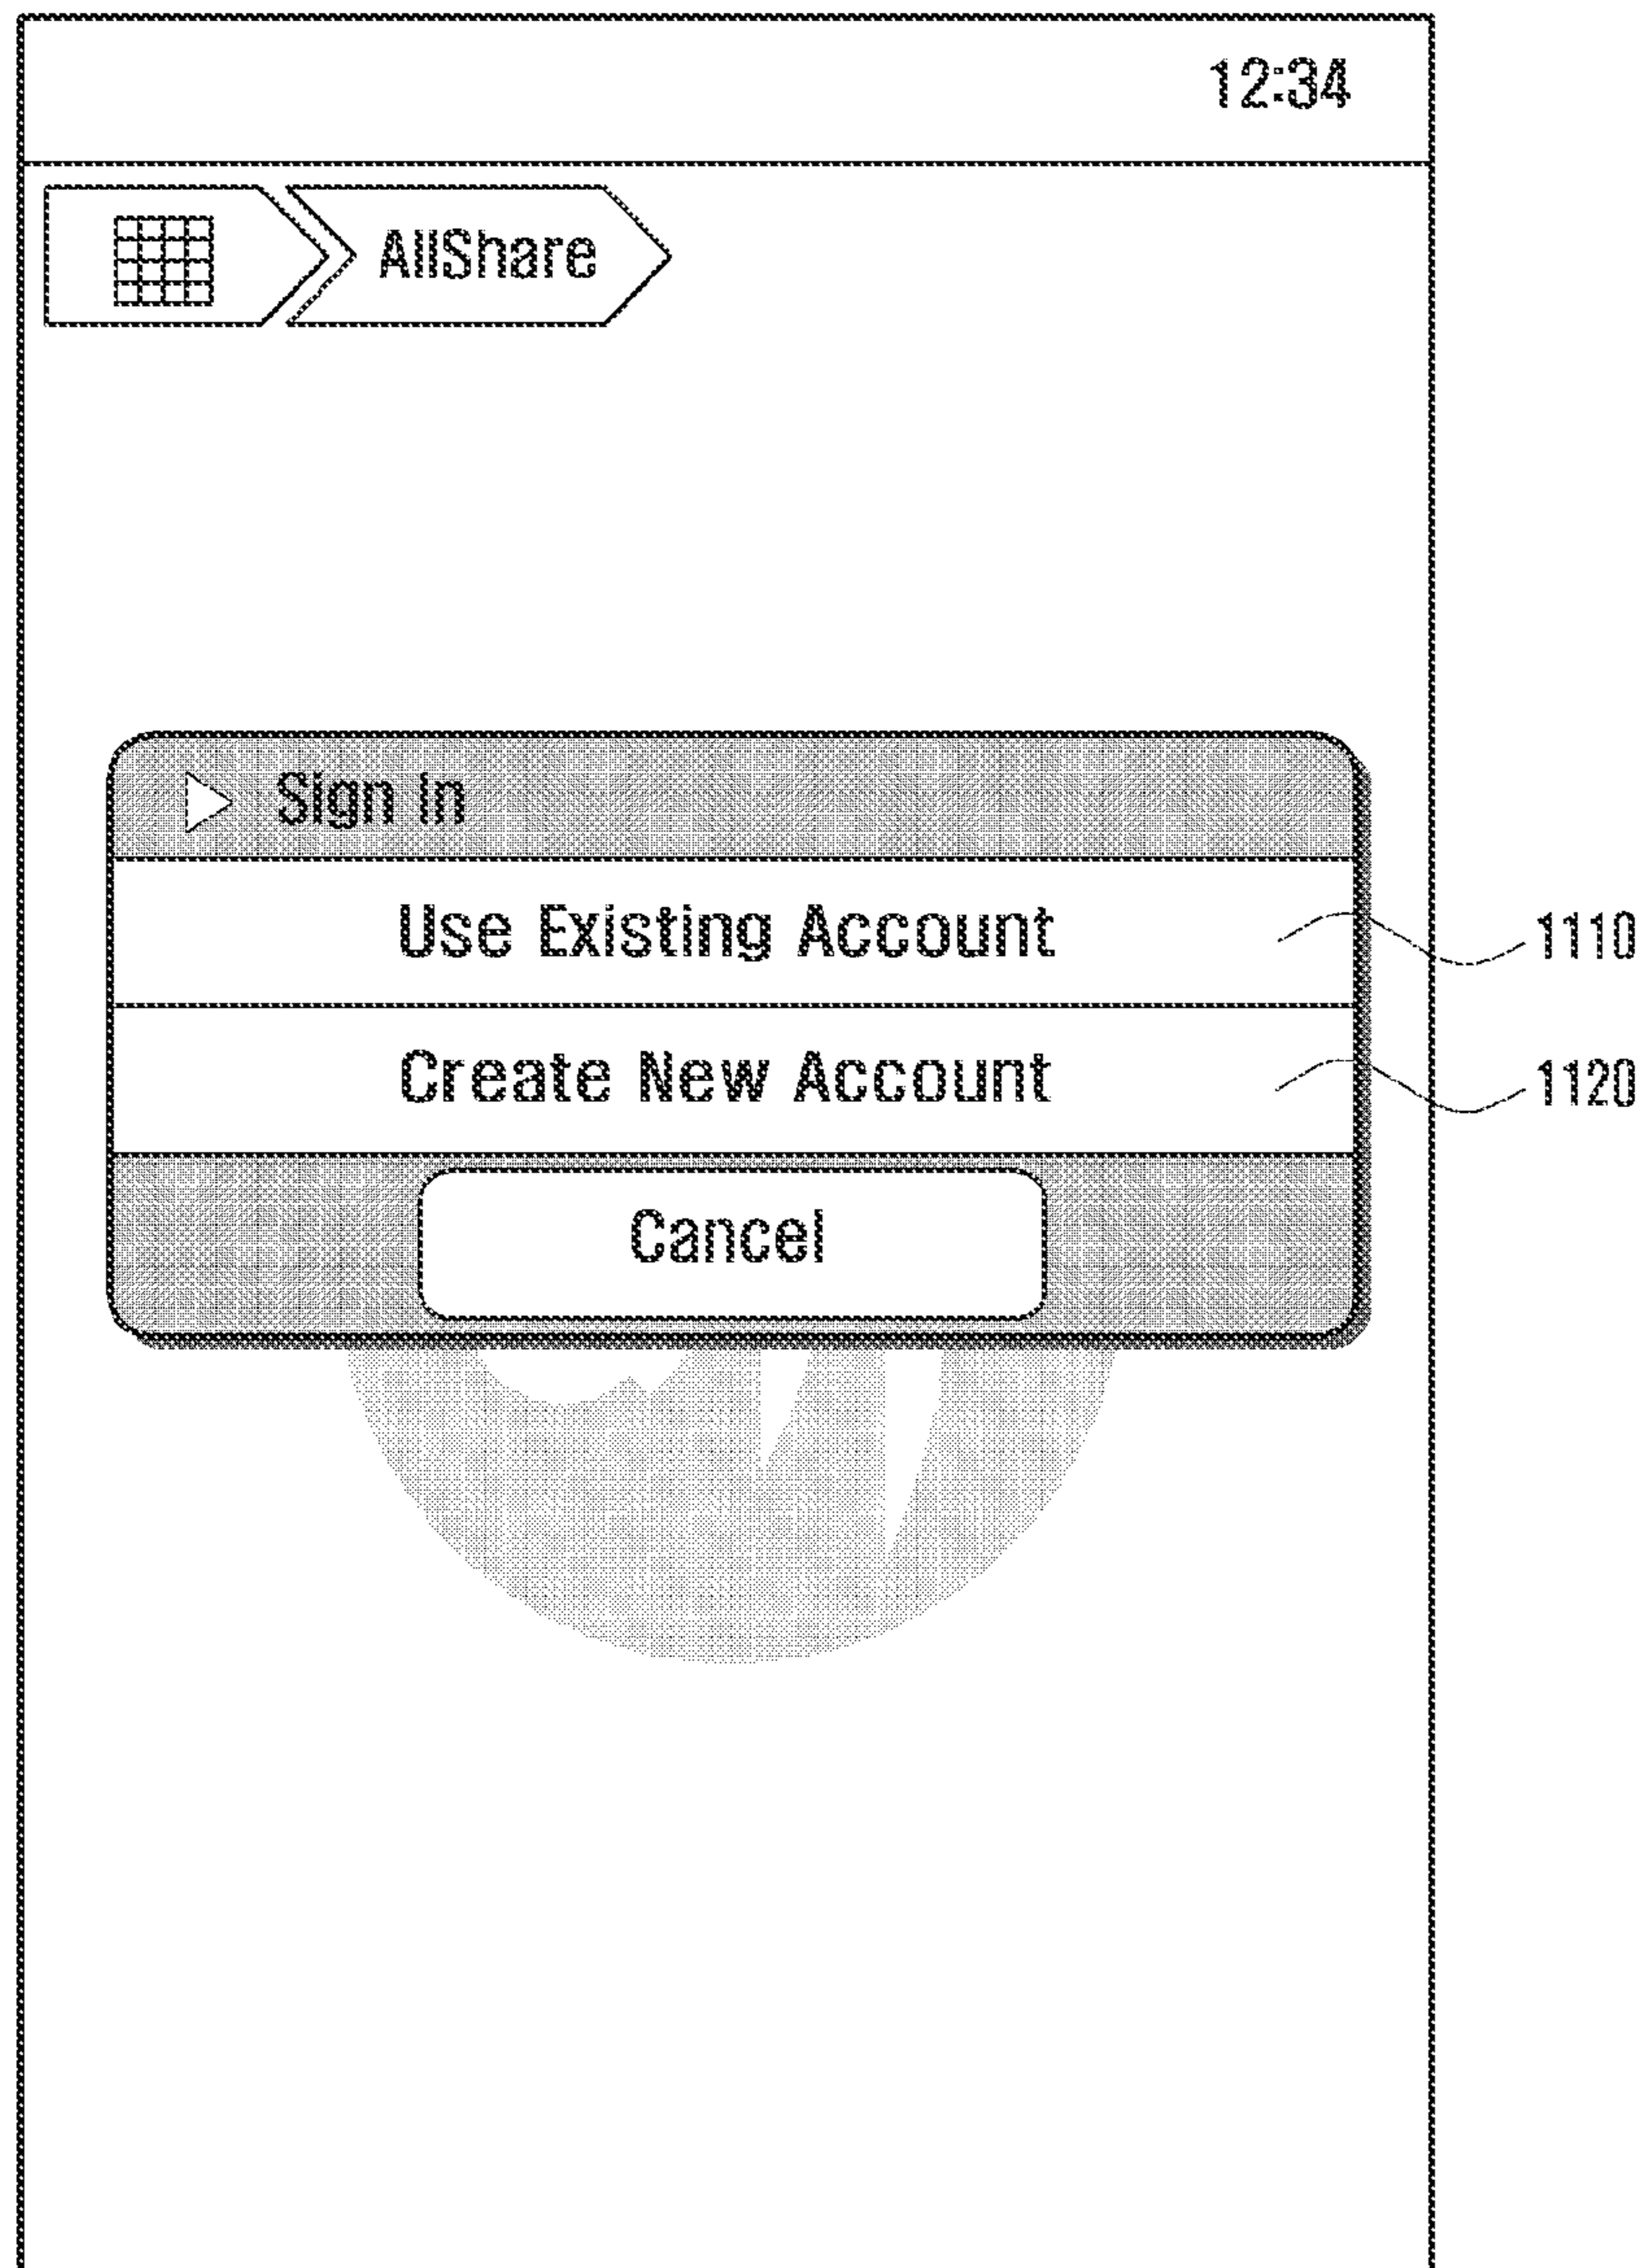 12:34
AllShare
Sign In
Use Existing Account
1110
Create New Account
1120
Cancel